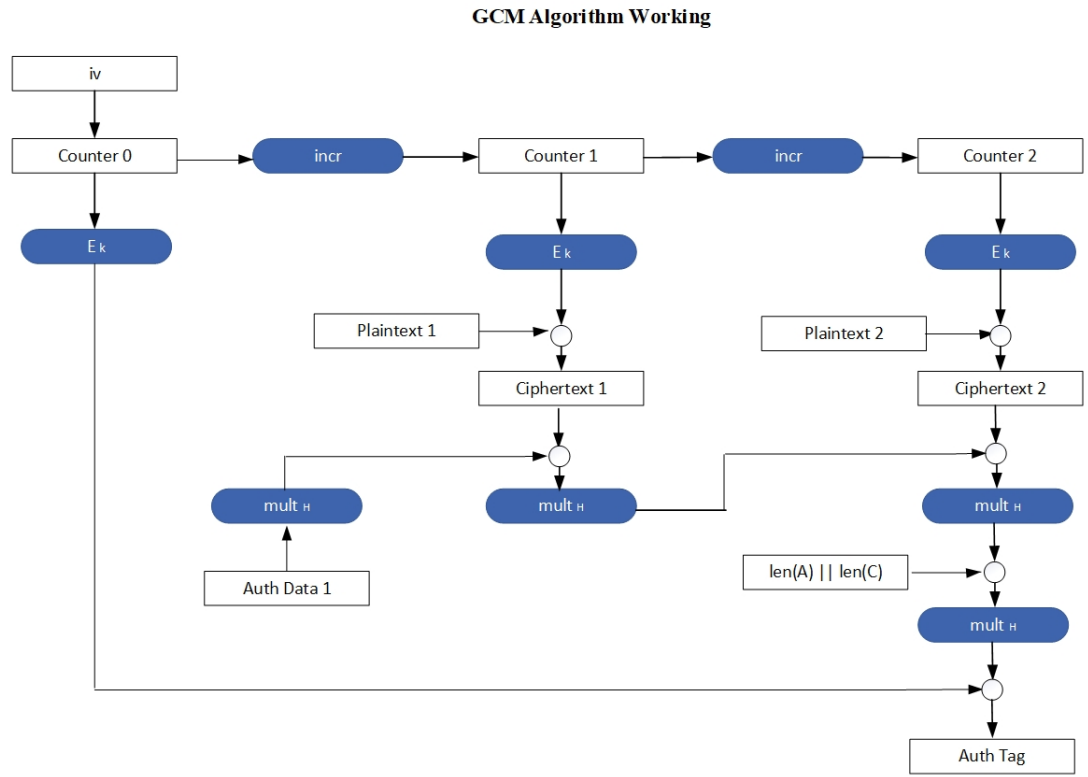 GCM Algorithm Working
iv
Counter 0
incr
Counter 1
incr
Counter 2
E k
E k
E k
Plaintext 1
Plaintext 2
Ciphertext 1
Ciphertext 2
mult H
mult H
mult H
Auth Data 1
len(A) || len(C)
mult H
Auth Tag